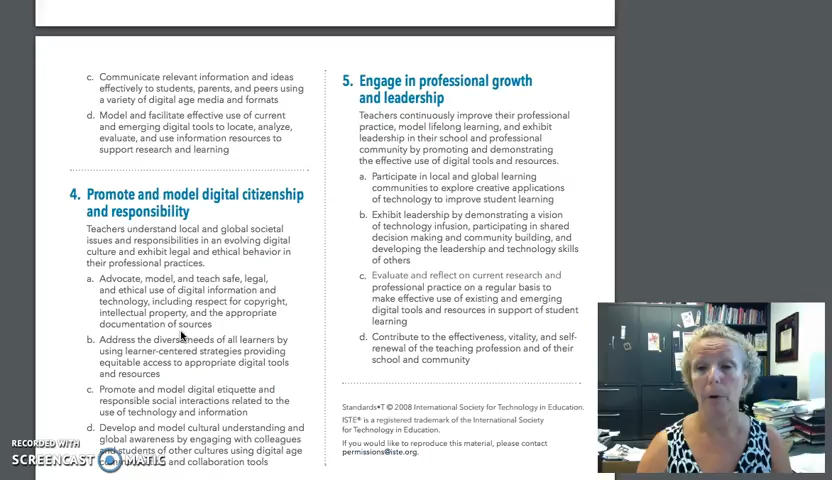 c. Communicate relevant information and ideas
effectively to students, parents, and peers using
a variety of digital age media and formats
d. Model and facilitate effective use of current
and emerging digital tools to locate, analyze,
evaluate, and use information resources to
support research and learning
4. Promote and model digital citizenship
and responsibility
Teachers understand local and global societal
issues and responsibilities in an evolving digital
culture and exhibit legal and ethical behavior in
their professional practices.
a. Advocate, model, and teach safe, legal,
and ethical use of digital information and
technology, including respect for copyright,
intellectual property, and the appropriate
documentation of sources
b. Address the diverse needs of all learners by
using learner-centered strategies providing
equitable access to appropriate digital tools
and resources
c. Promote and model digital etiquette and
responsible social interactions related to the
use of technology and information
d. Develop and model cultural understanding and
global awareness by engaging with colleagues
and students of other cultures using digital age
and collaboration tools
5. Engage in professional growth
and leadership
Teachers continuously improve their professional
practice, model lifelong learning, and exhibit
leadership in their school and professional
community by promoting and demonstrating
the effective use of digital tools and resources.
a. Participate in local and global learning
communities to explore creative applications
of technology to improve student learning
b. Exhibit leadership by demonstrating a vision
of technology infusion, participating in shared
decision making and community building, and
developing the leadership and technology skills
of others
c. Evaluate and reflect on current research and
professional practice on a regular basis to
make effective use of existing and emerging
digital tools and resources in support of student
learning
d. Contribute to the effectiveness, vitality, and self-
renewal of the teaching profession and of their
school and community
Standards•T © 2008 International Society for Technology in Education.
ISTE® is a registered trademark of the International Society
for Technology in Education.
If you would like to reproduce this material, please contact
permissions@iste.org.
RECORDED WITH
SCREENCAST MATIC